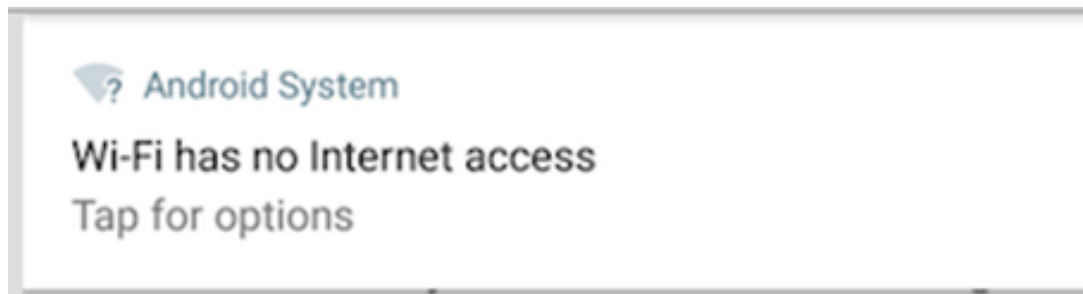 Android System
Wi-Fi has no Internet access
Tap for options